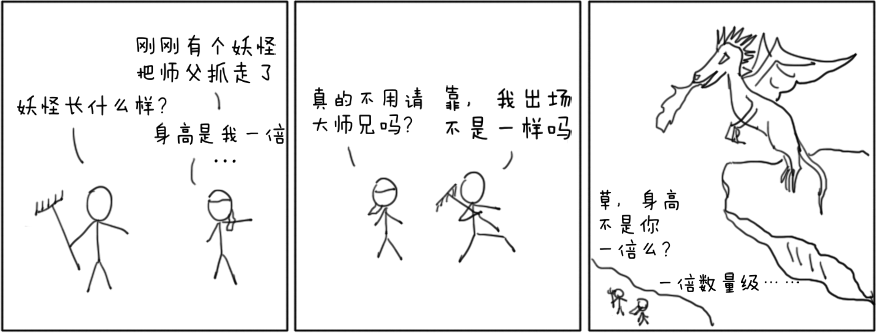 刚刚有个妖怪
把师父抓走了
妖怪长什么样？
身高是我一倍
…
真的不用请
大师兄吗？
靠，我出场
不是一样吗
草，身高
不是你
一倍么？
一倍数量级……